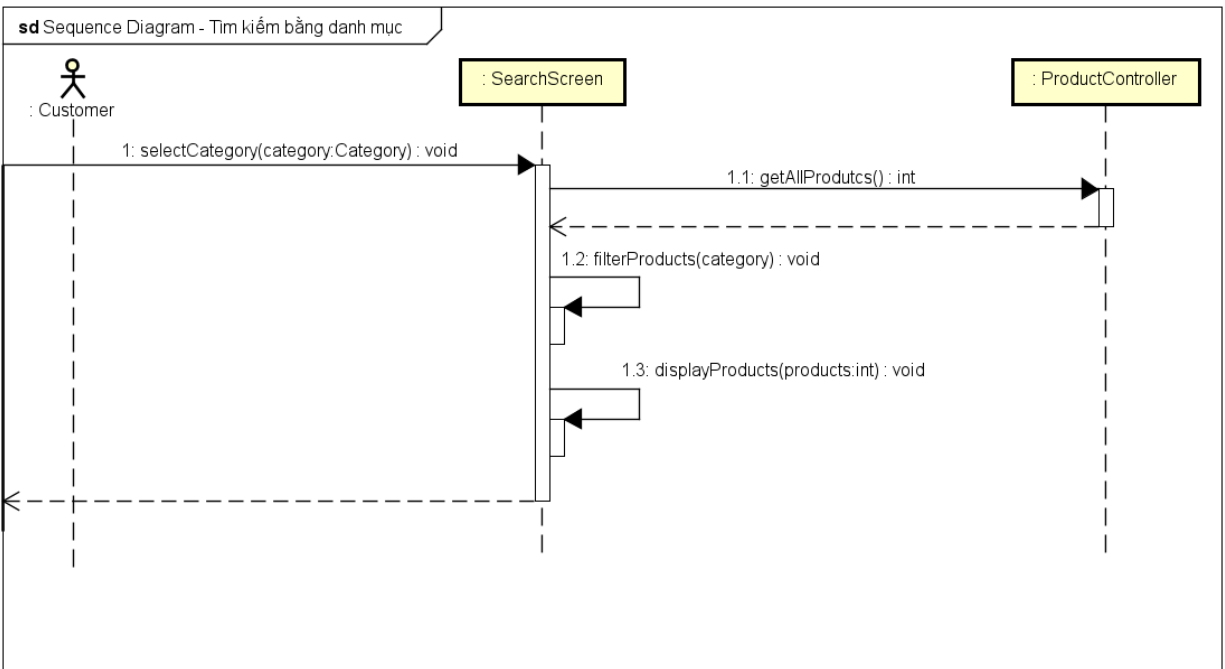 sd Sequence Diagram - Tìm kiếm bằng danh mục
: Customer
: SearchScreen
: ProductController
1: selectCategory(category:Category) : void
1.1: getAllProdutcs() : int
1.2: filterProducts(category) : void
1.3: displayProducts(products:int) : void